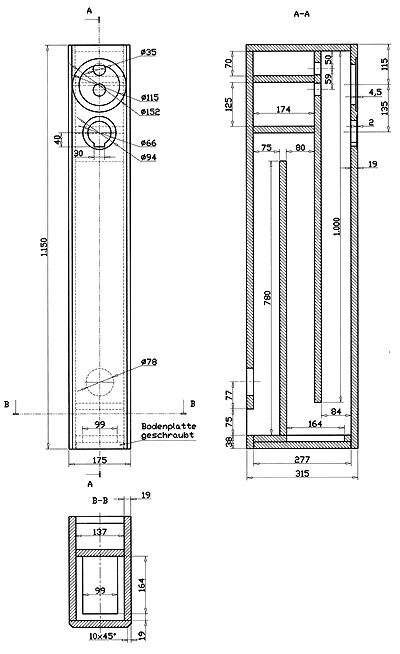 A
A-A
ø35
ø115
ø152
ø66
ø94
40
30
1.150
ø78
B
B
99
Bodenplatte
geschraubt
175
A
70
50
59
115
4,5
125
174
135
2
75
80
19
1.000
780
77
84
75
164
38
277
315
B-B
19
137
99
164
10x45°
19